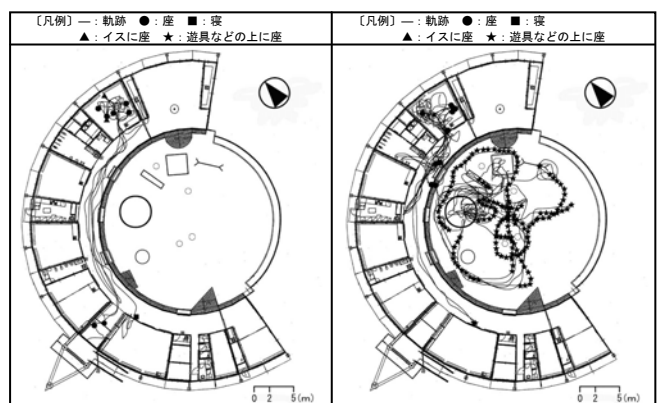 〔凡例〕 ― : 軌跡 ● : 座 ■ : 寝
▲ : イスに座 ★ : 遊具などの上に座
〔凡例〕 ― : 軌跡 ● : 座 ■ : 寝
▲ : イスに座 ★ : 遊具などの上に座
0 2 5(m)
0 2 5(m)